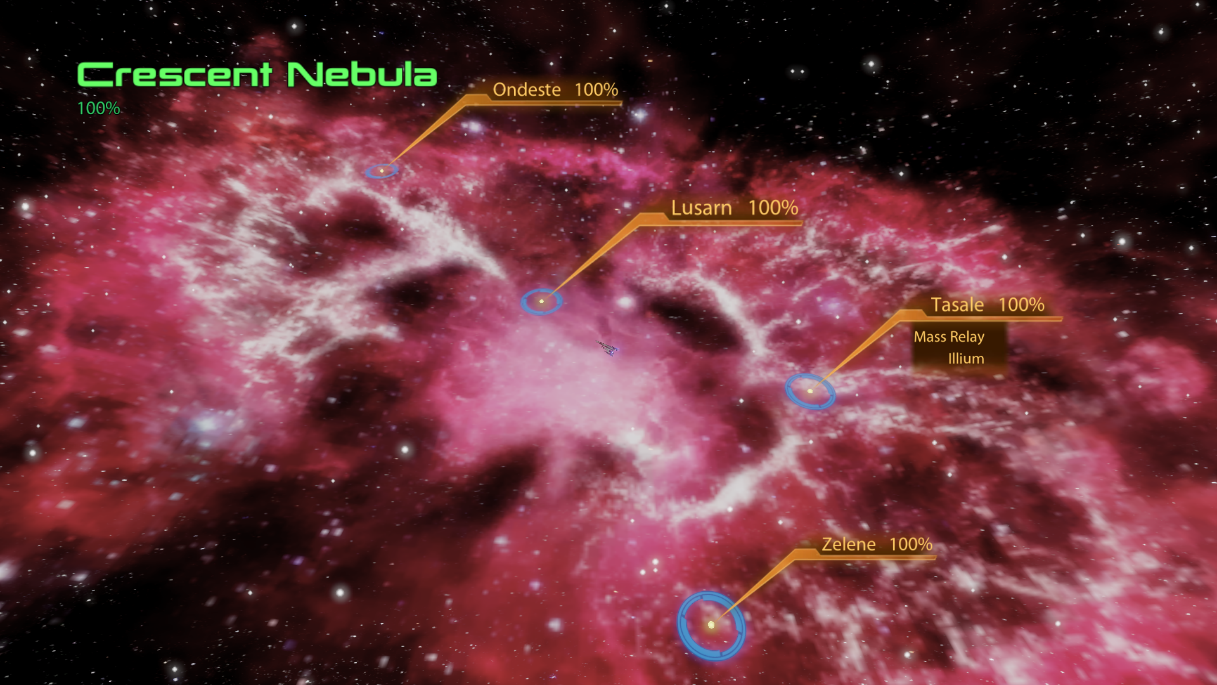 Crescent Nebula
100%
Ondeste 100%
Lusarn 100%
Tasale 100%
Mass Relay
Illium
Zelene 100%